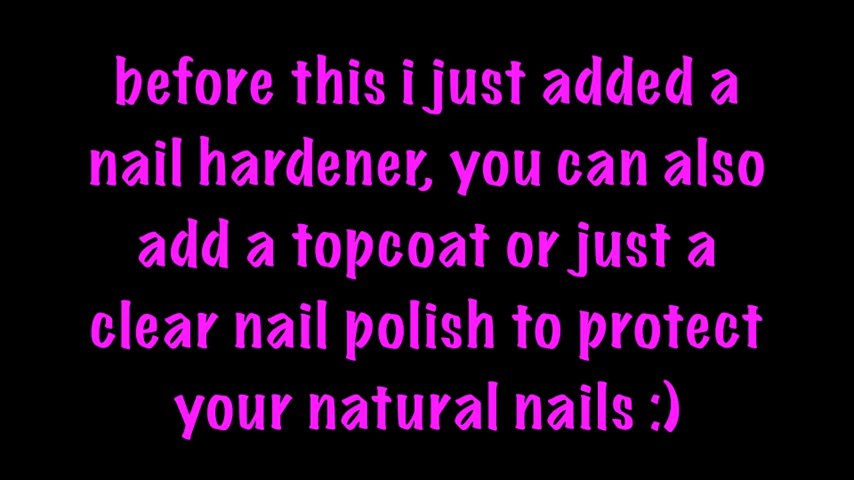 before this i just added a
nail hardener, you can also
add a topcoat or just a
clear nail polish to protect
your natural nails :)